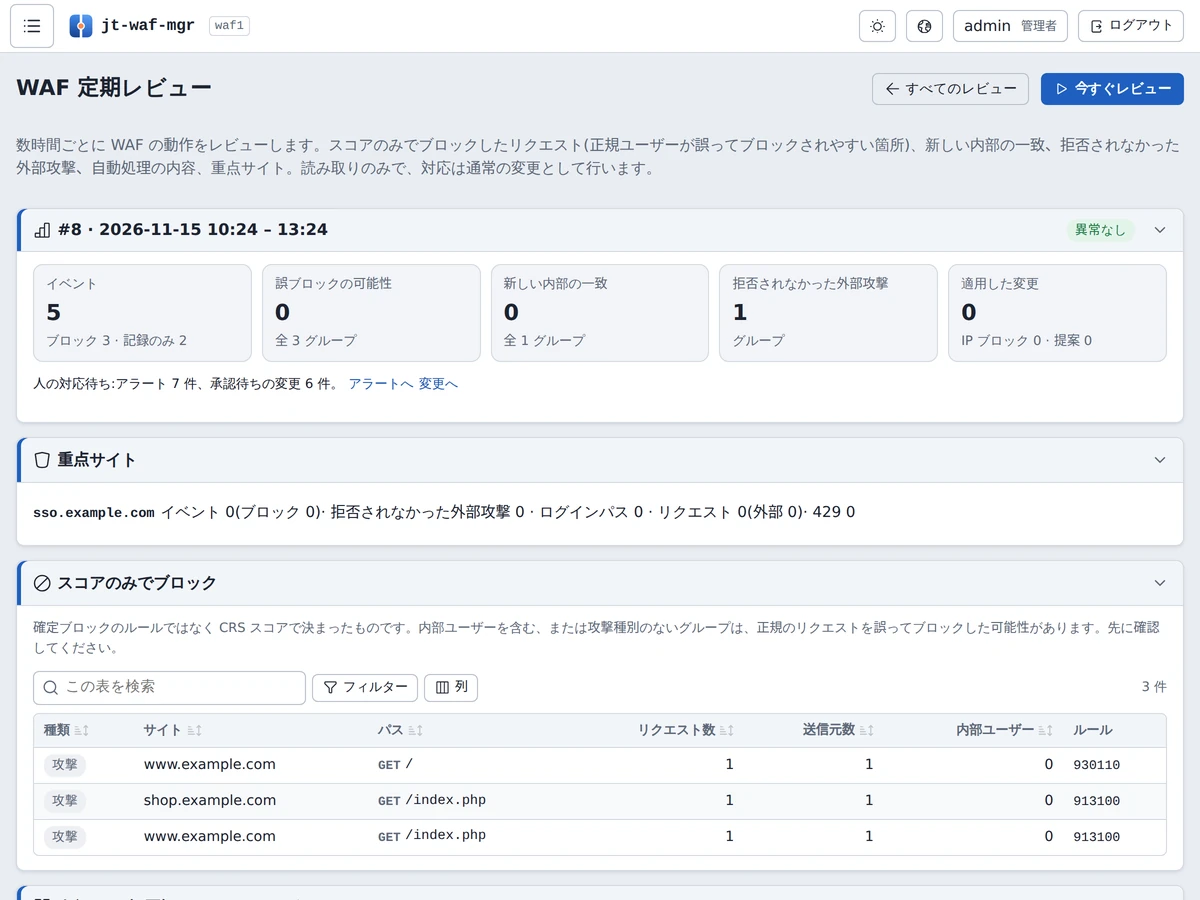 jt-waf-mgr waf1 admin 管理者 ログアウト
WAF 定期レビュー すべてのレビュー 今すぐレビュー
数時間ごとに WAF の動作をレビューします。スコアのみでブロックしたリクエスト(正規ユーザーが誤ってブロックされやすい箇所)、新しい内部の一致、拒否されなかった
外部攻撃、自動処理の内容、重点サイト。読み取りのみで、対応は通常の変更として行います。
#8 · 2026-11-15 10:24 – 13:24 異常なし
イベント 誤ブロックの可能性 新しい内部の一致 拒否されなかった外部攻撃 適用した変更
5 0 0 1 0
ブロック 3 · 記録のみ 2 全 3 グループ 全 1 グループ グループ IP ブロック 0 · 提案 0
人の対応待ち:アラート 7 件、承認待ちの変更 6 件。 アラートへ 変更へ
重点サイト
sso.example.com イベント 0(ブロック 0)· 拒否されなかった外部攻撃 0 · ログインパス 0 · リクエスト 0(外部 0)· 429 0
スコアのみでブロック
確定ブロックのルールではなく CRS スコアで決まったものです。内部ユーザーを含む、または攻撃種別のないグループは、正規のリクエストを誤ってブロックした可能性があります。先に確認
してください。
この表を検索 フィルター 列 3 件
種類 サイト パス リクエスト数 送信元数 内部ユーザー ルール
攻撃 www.example.com GET / 1 1 0 930110
攻撃 shop.example.com GET /index.php 1 1 0 913100
攻撃 www.example.com GET /index.php 1 1 0 913100